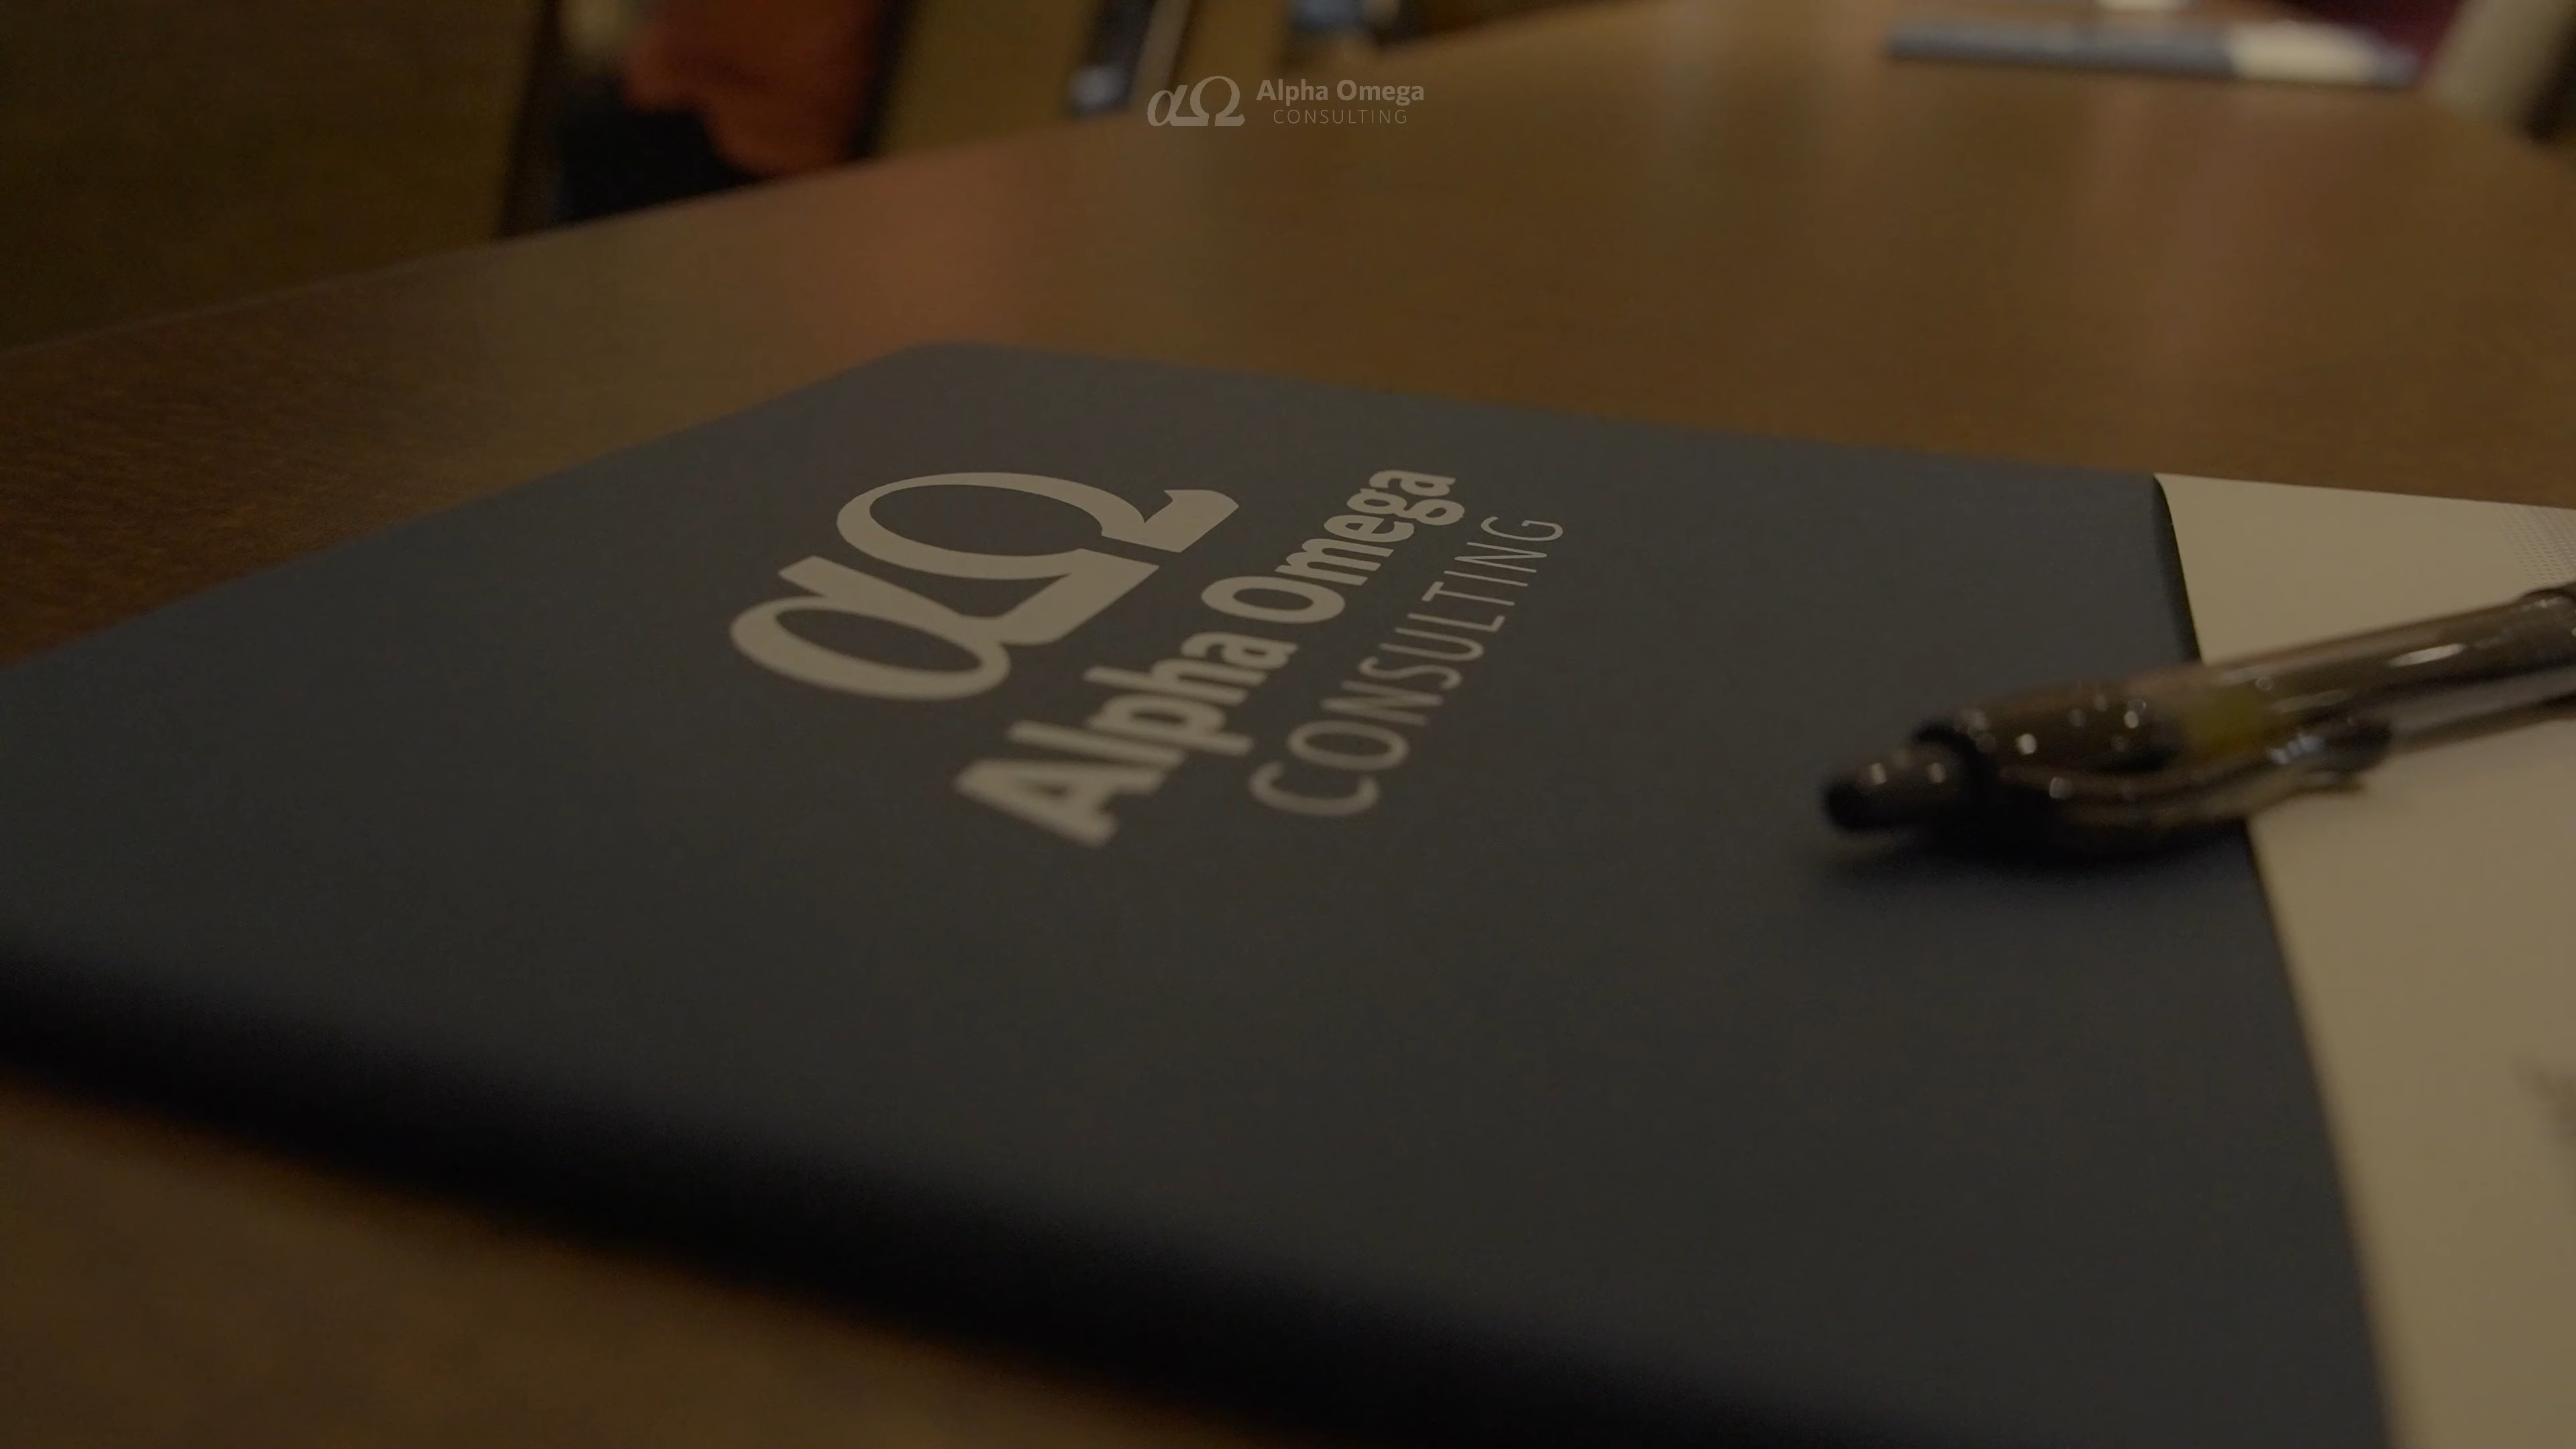 αΩ Alpha Omega
CONSULTING
αΩ
Alpha Omega
CONSULTING